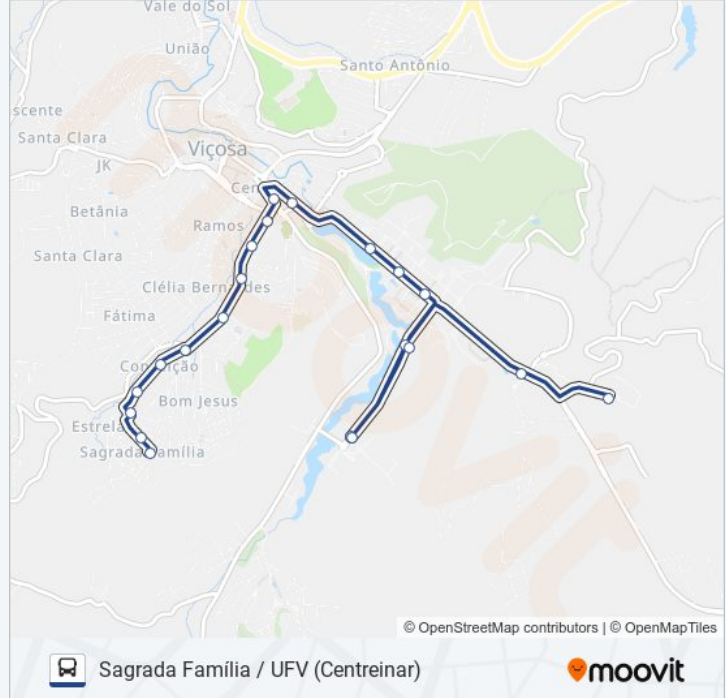 Vale do Sol
União
Santo Antônio
scente
Santa Clara
Viçosa
JK
Cen
Betânia
Ramos
Santa Clara
Clélia Bernardes
Fátima
Conceição
Bom Jesus
Estrela
Sagrada Família
moovit
© OpenStreetMap contributors | © OpenMapTiles
Sagrada Família / UFV (Centreinar)
moovit